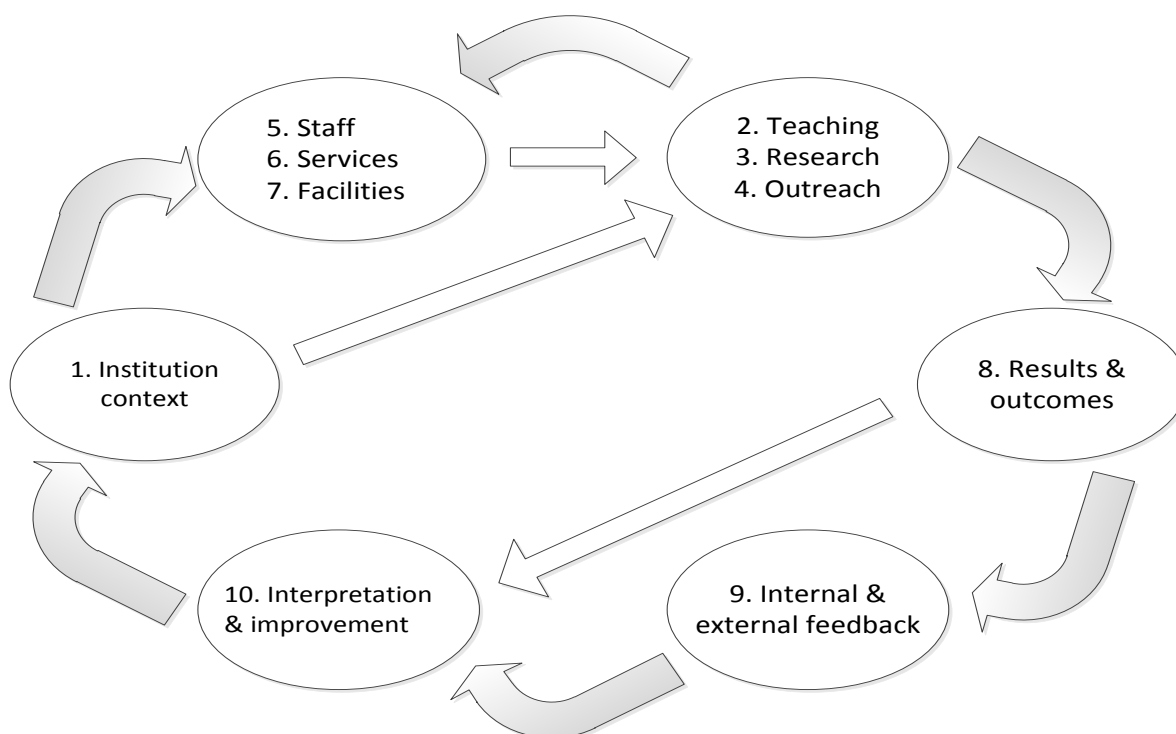 5. Staff
6. Services
7. Facilities
2. Teaching
3. Research
4. Outreach
1. Institution
context
8. Results &
outcomes
10. Interpretation
& improvement
9. Internal &
external feedback